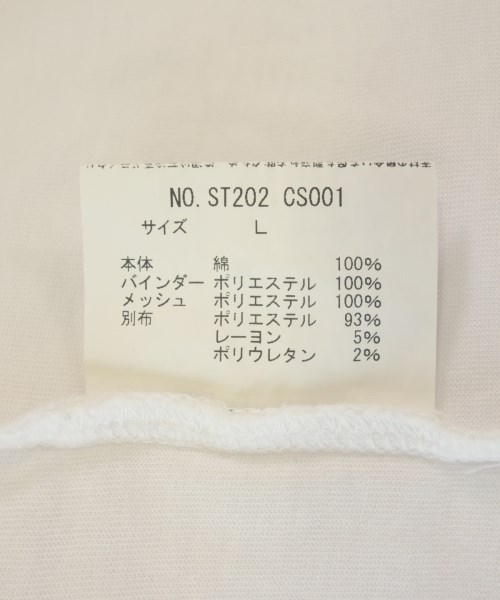 NO. ST202 CS001
サイズ L
本体 綿 100%
バインダー ポリエステル 100%
メッシュ ポリエステル 100%
別布 ポリエステル 93%
レーヨン 5%
ポリウレタン 2%